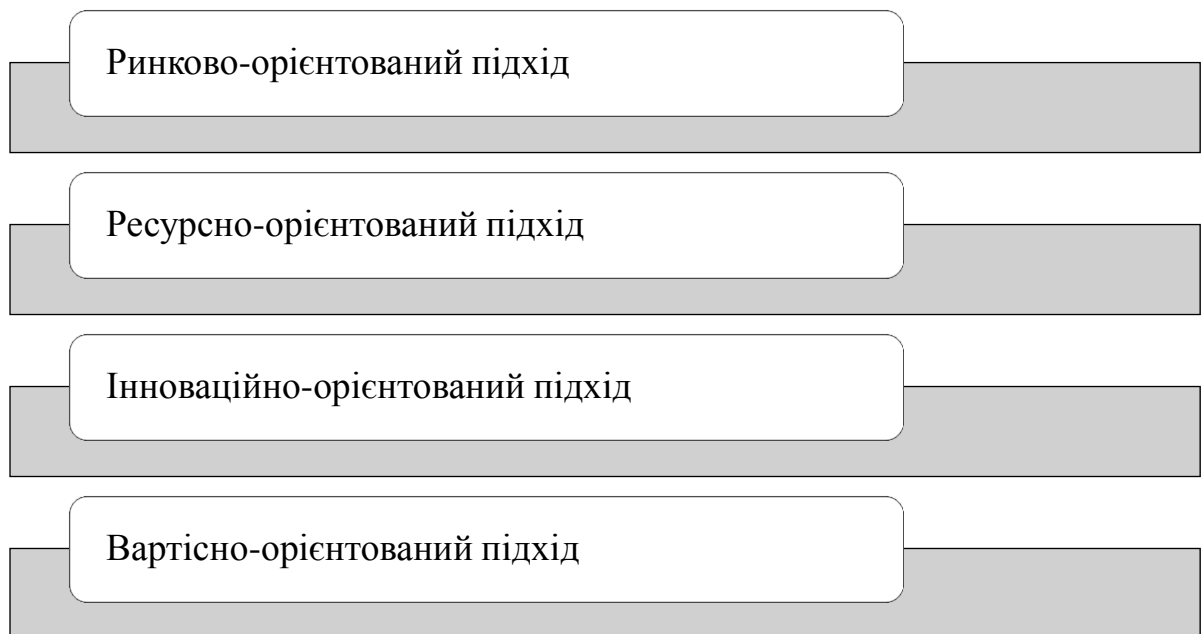 Ринково-орієнтований підхід
Ресурсно-орієнтований підхід
Інноваційно-орієнтований підхід
Вартісно-орієнтований підхід